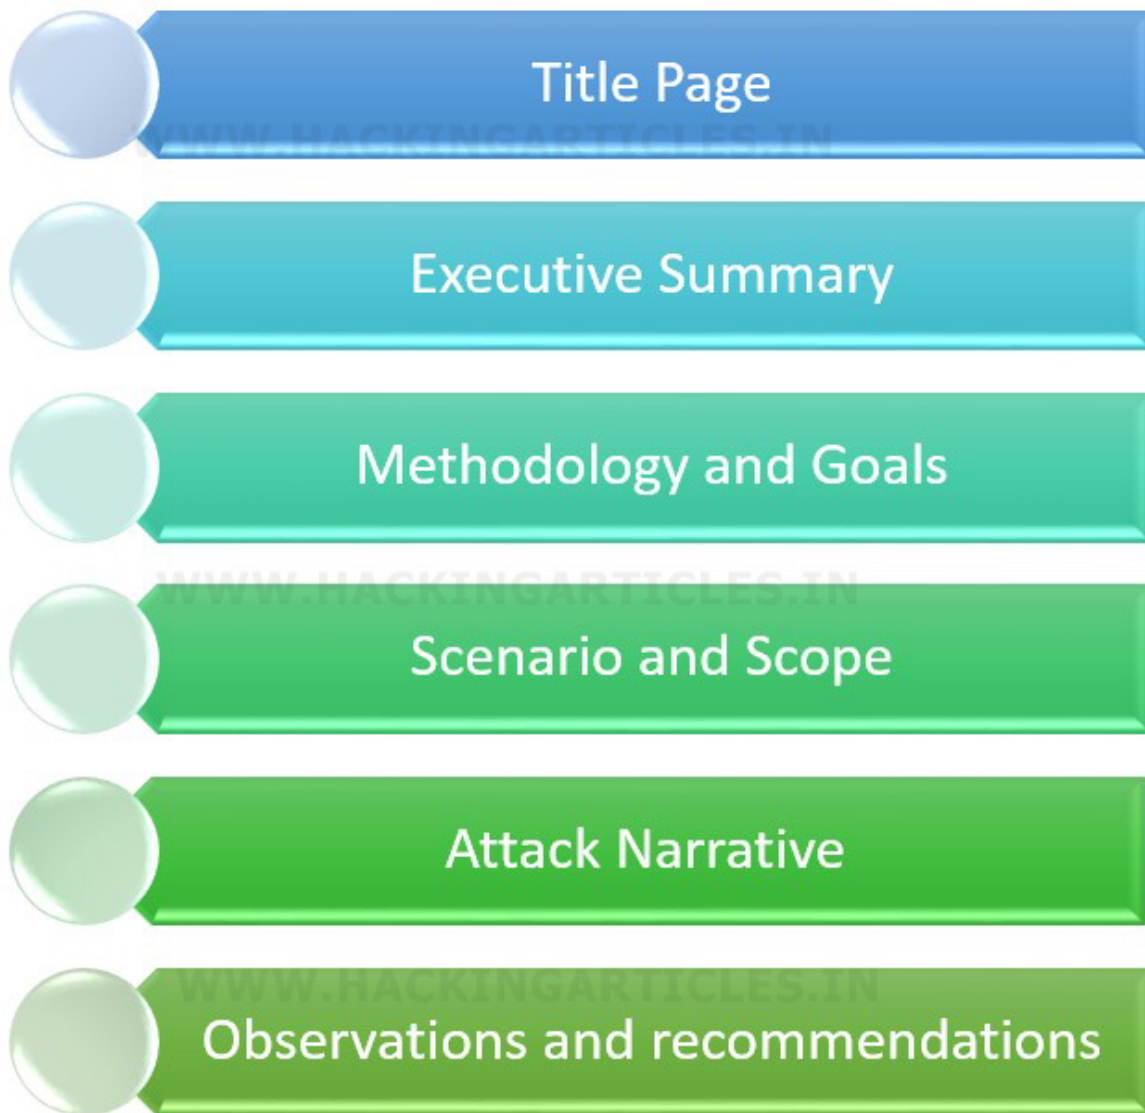 Title Page
WWW.HACKINGARTICLES.IN
Executive Summary
Methodology and Goals
WWW.HACKINGARTICLES.IN
Scenario and Scope
Attack Narrative
WWW.HACKINGARTICLES.IN
Observations and recommendations